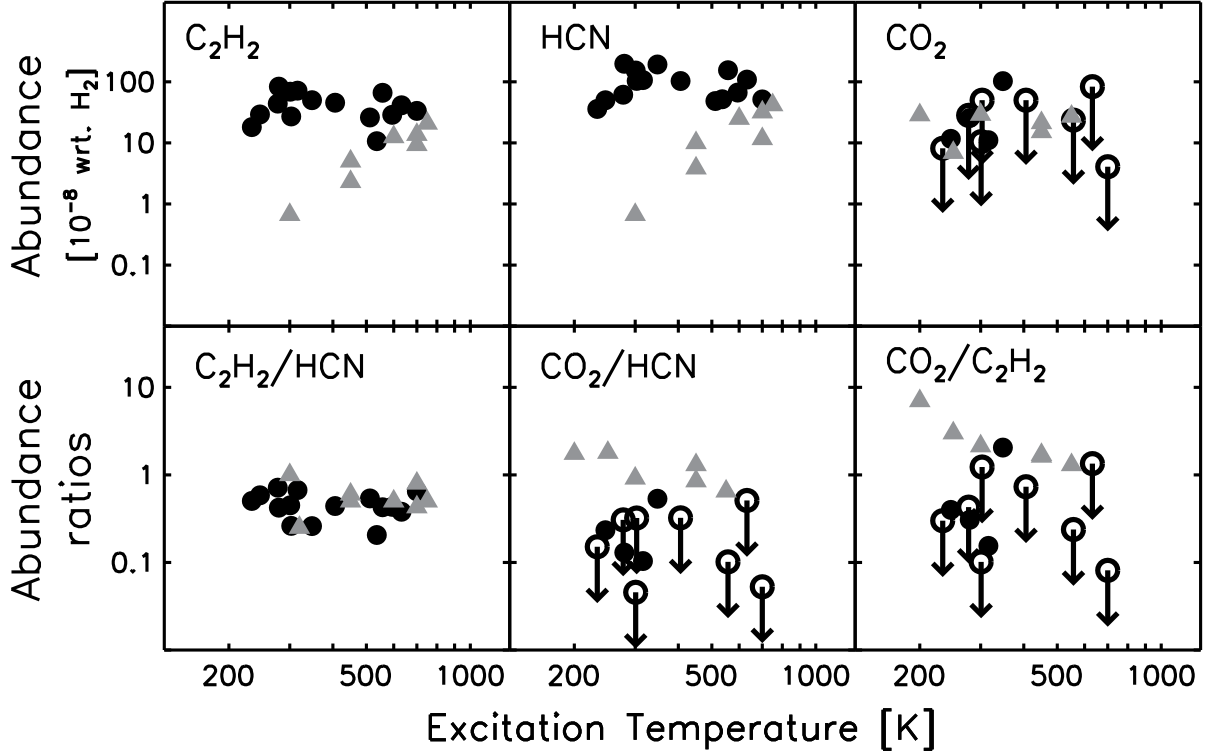 C₂H₂ HCN CO₂
Abundance
[10⁻⁸ wrt. H₂]
100
10
1
0.1
C₂H₂/HCN CO₂/HCN CO₂/C₂H₂
Abundance
ratios
10
1
0.1
200 500 1000 200 500 1000 200 500 1000
Excitation Temperature [K]